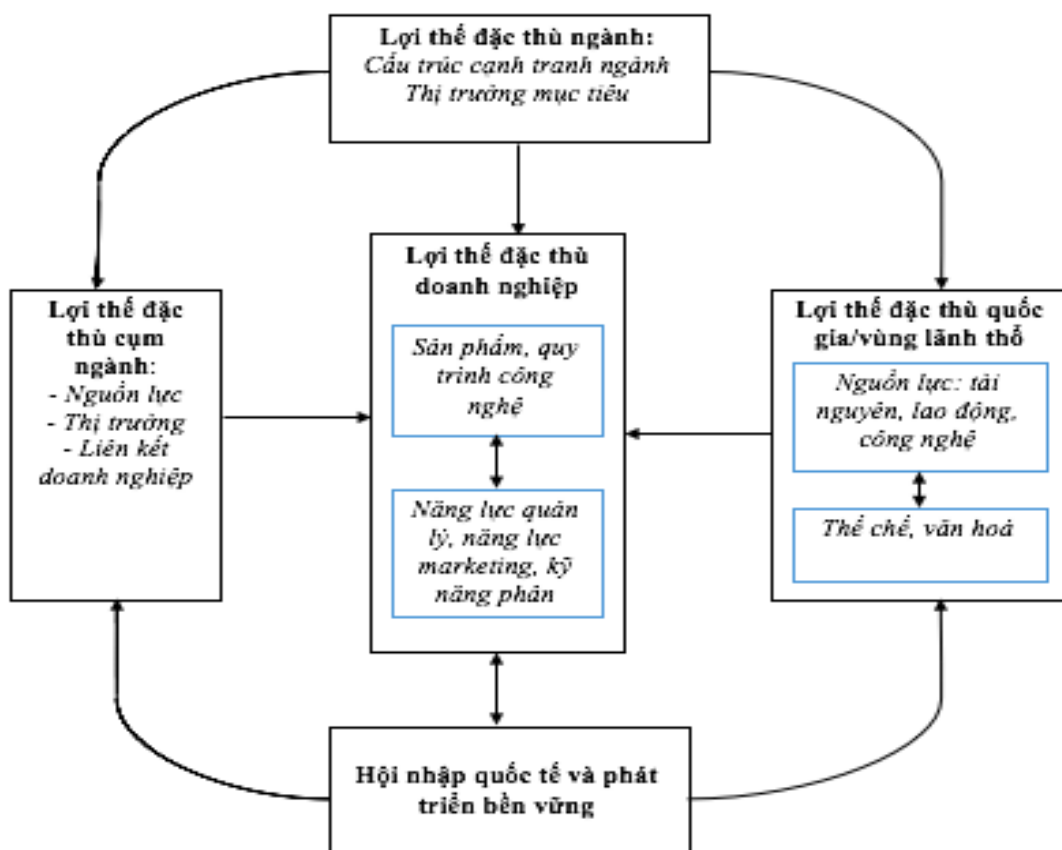 Lợi thế đặc thù ngành:
Cấu trúc cạnh tranh ngành
Thị trường mục tiêu
Lợi thế đặc
thù cụm
ngành:
- Nguồn lực
- Thị trường
- Liên kết
doanh nghiệp
Lợi thế đặc thù
doanh nghiệp
Sản phẩm, quy
trình công
nghệ
Năng lực quản
lý, năng lực
marketing, kỹ
năng phân
Lợi thế đặc thù quốc
gia/vùng lãnh thổ
Nguồn lực: tài
nguyên, lao động,
công nghệ
Thể chế, văn hoá
Hội nhập quốc tế và phát
triển bền vững